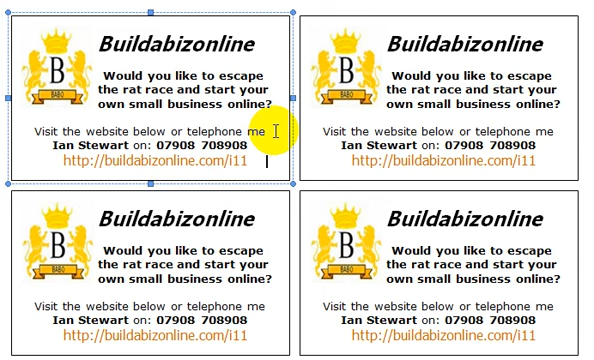 Buildabizonline
B
Would you like to escape
the rat race and start your
own small business online?
BABO
Visit the website below or telephone me
Ian Stewart on: 07908 708908
http://buildabizonline.com/i11
Buildabizonline
B
Would you like to escape
the rat race and start your
own small business online?
BABO
Visit the website below or telephone me
Ian Stewart on: 07908 708908
http://buildabizonline.com/i11
Buildabizonline
B
Would you like to escape
the rat race and start your
own small business online?
BABO
Visit the website below or telephone me
Ian Stewart on: 07908 708908
http://buildabizonline.com/i11
Buildabizonline
B
Would you like to escape
the rat race and start your
own small business online?
BABO
Visit the website below or telephone me
Ian Stewart on: 07908 708908
http://buildabizonline.com/i11